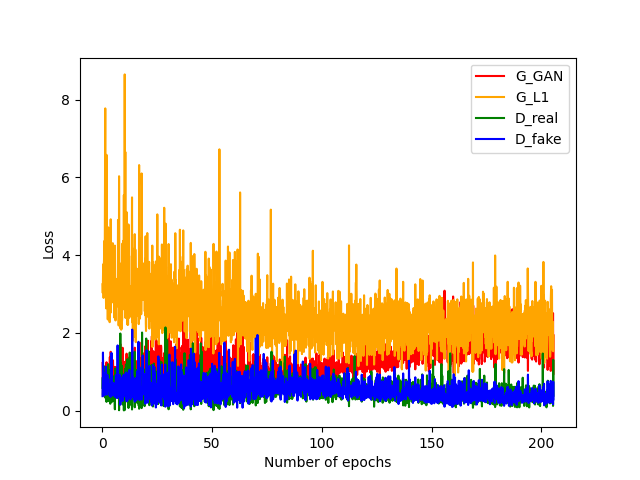 G_GAN
G_L1
D_real
D_fake
8
6
4
2
0
Loss
0 50 100 150 200
Number of epochs